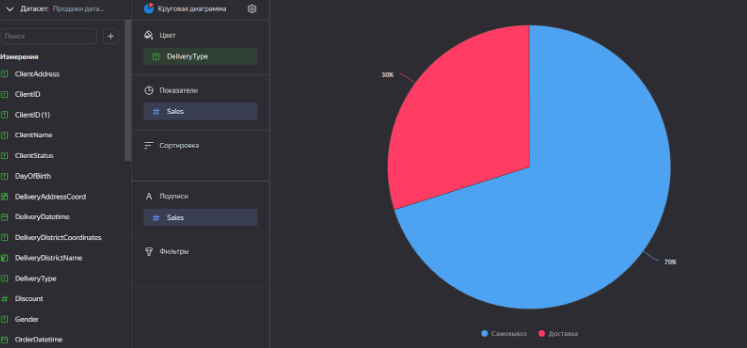 Датасет: Продажи дата...
Поиск
+
Измерения
ClientAddress
ClientID
ClientID (1)
ClientName
ClientStatus
DayOfBirth
DeliveryAddressCoord
DeliveryDatetime
DeliveryDistrictCoordinates
DeliveryDistrictName
DeliveryType
Discount
Gender
OrderDatetime
Круговая диаграмма
Цвет
DeliveryType
Показатели
Sales
Сортировка
Подписи
Sales
Фильтры
30%
70%
Самовывоз Доставка